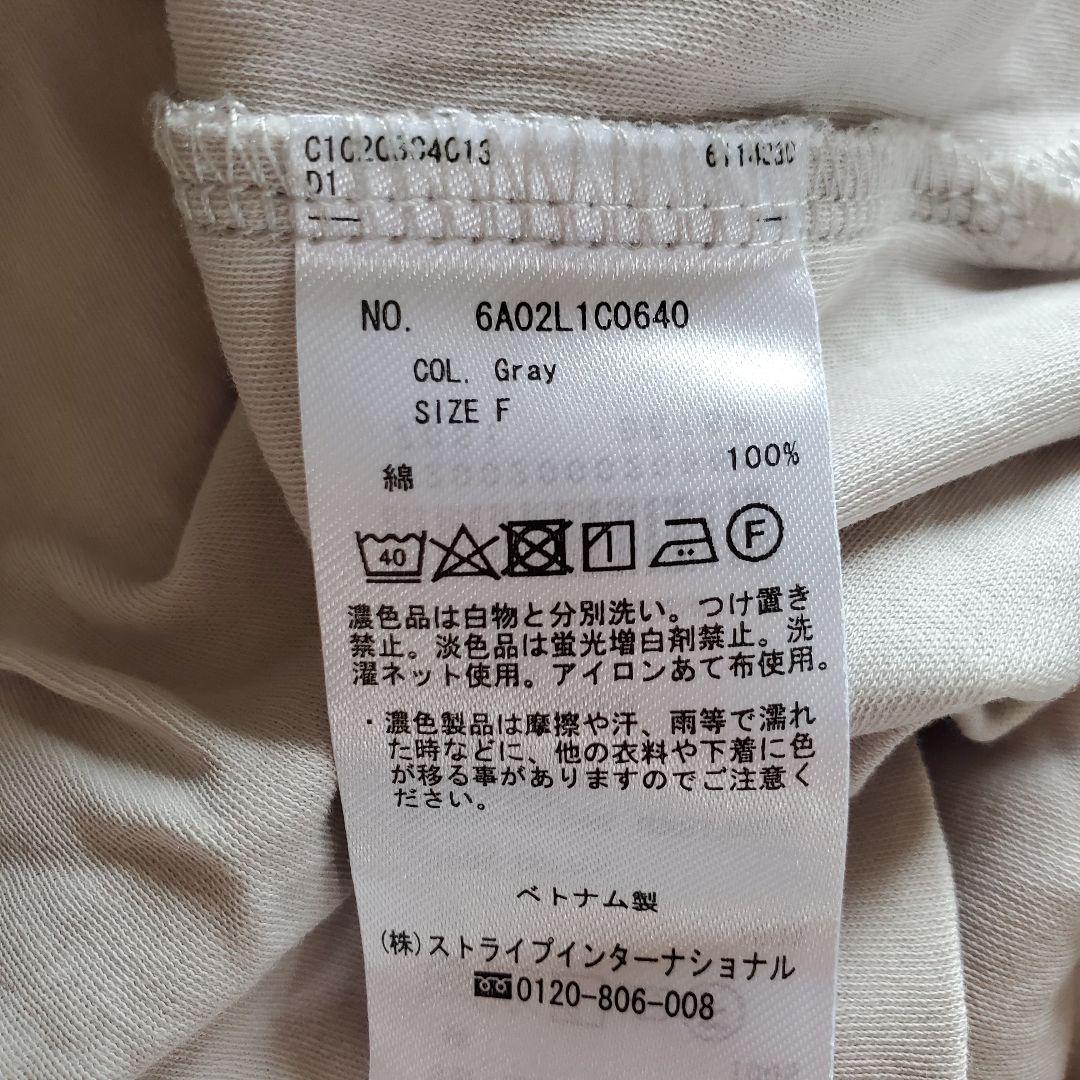 D1
NO. 6A02L1C0640
COL. Gray
SIZE F
綿 100%
40
F
濃色品は白物と分別洗い。つけ置き
禁止。淡色品は蛍光増白剤禁止。洗
濯ネット使用。アイロンあて布使用。
・濃色製品は摩擦や汗、雨等で濡れ
た時などに、他の衣料や下着に色
が移る事がありますのでご注意く
ださい。
ベトナム製
(株)ストライプインターナショナル
0120-806-008